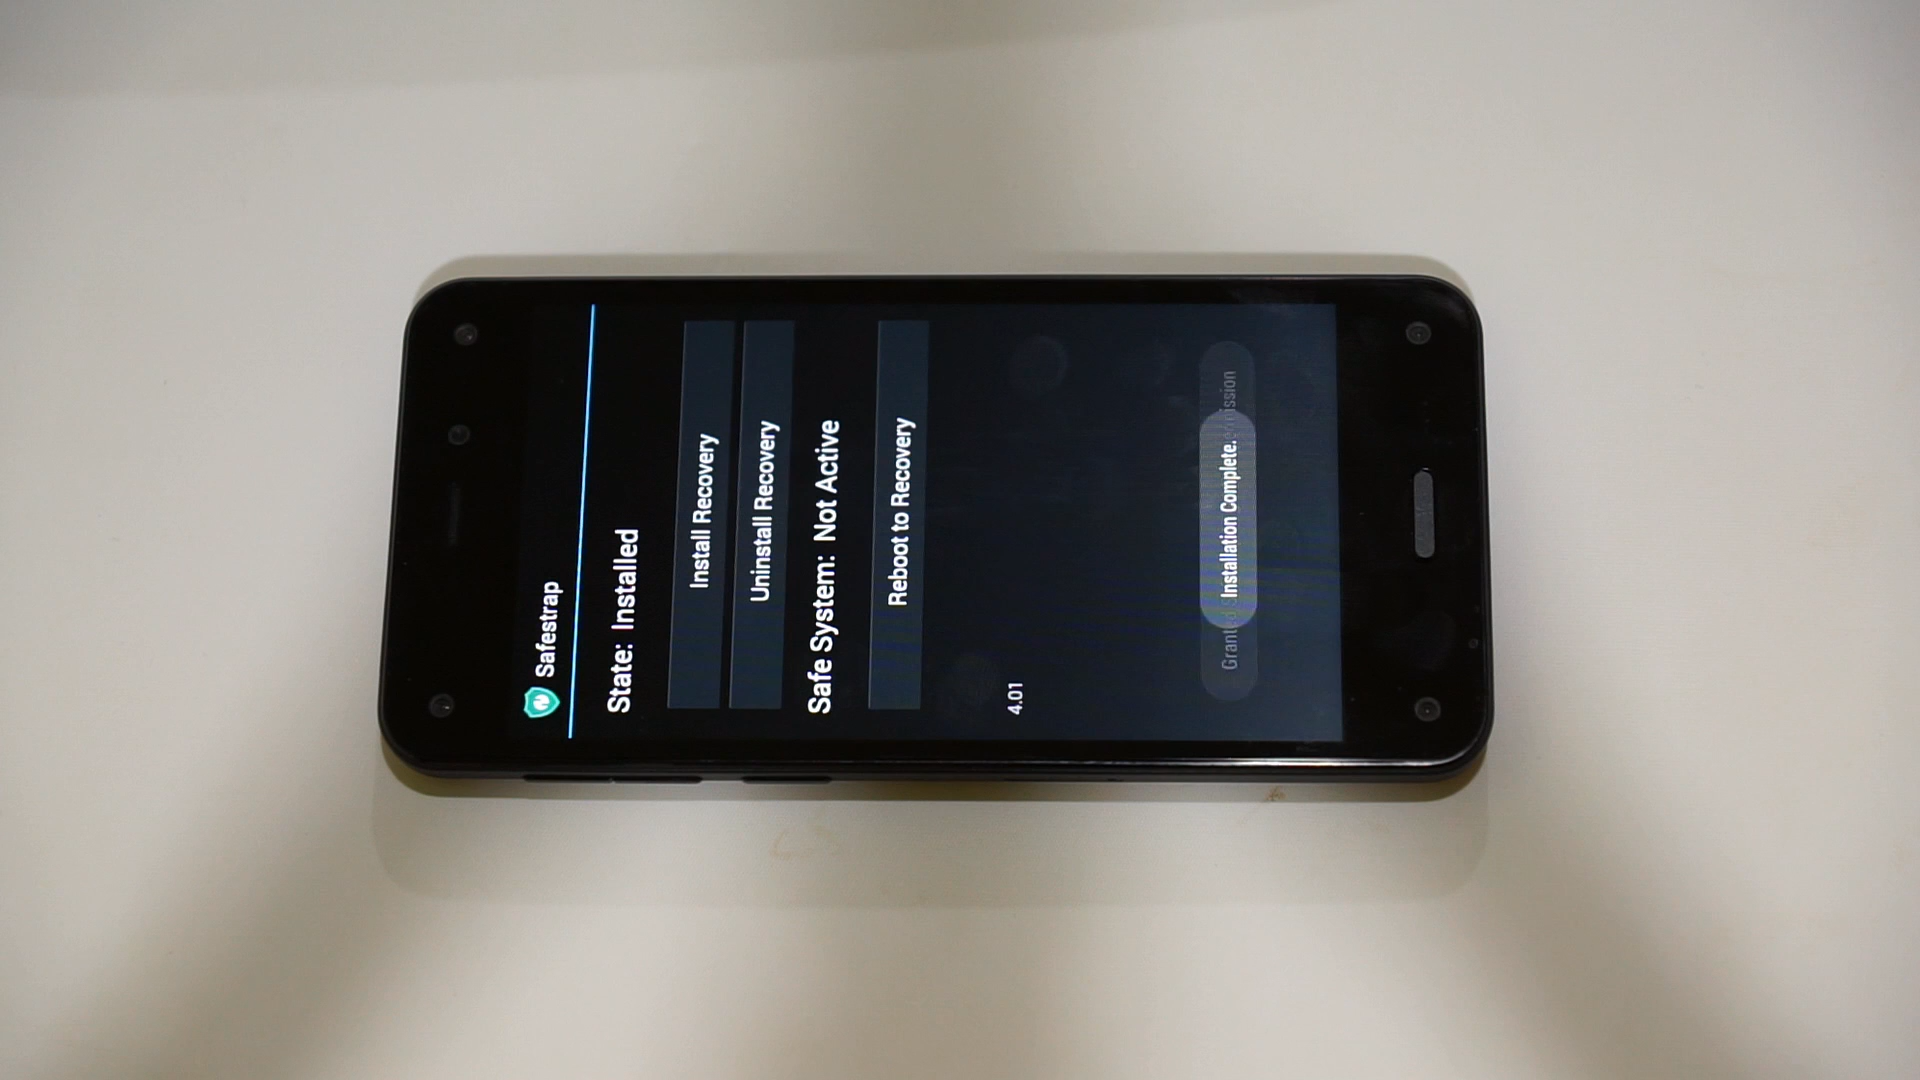 Safestrap
State: Installed
Install Recovery
Uninstall Recovery
Safe System: Not Active
Reboot to Recovery
4.01
Installation Complete.